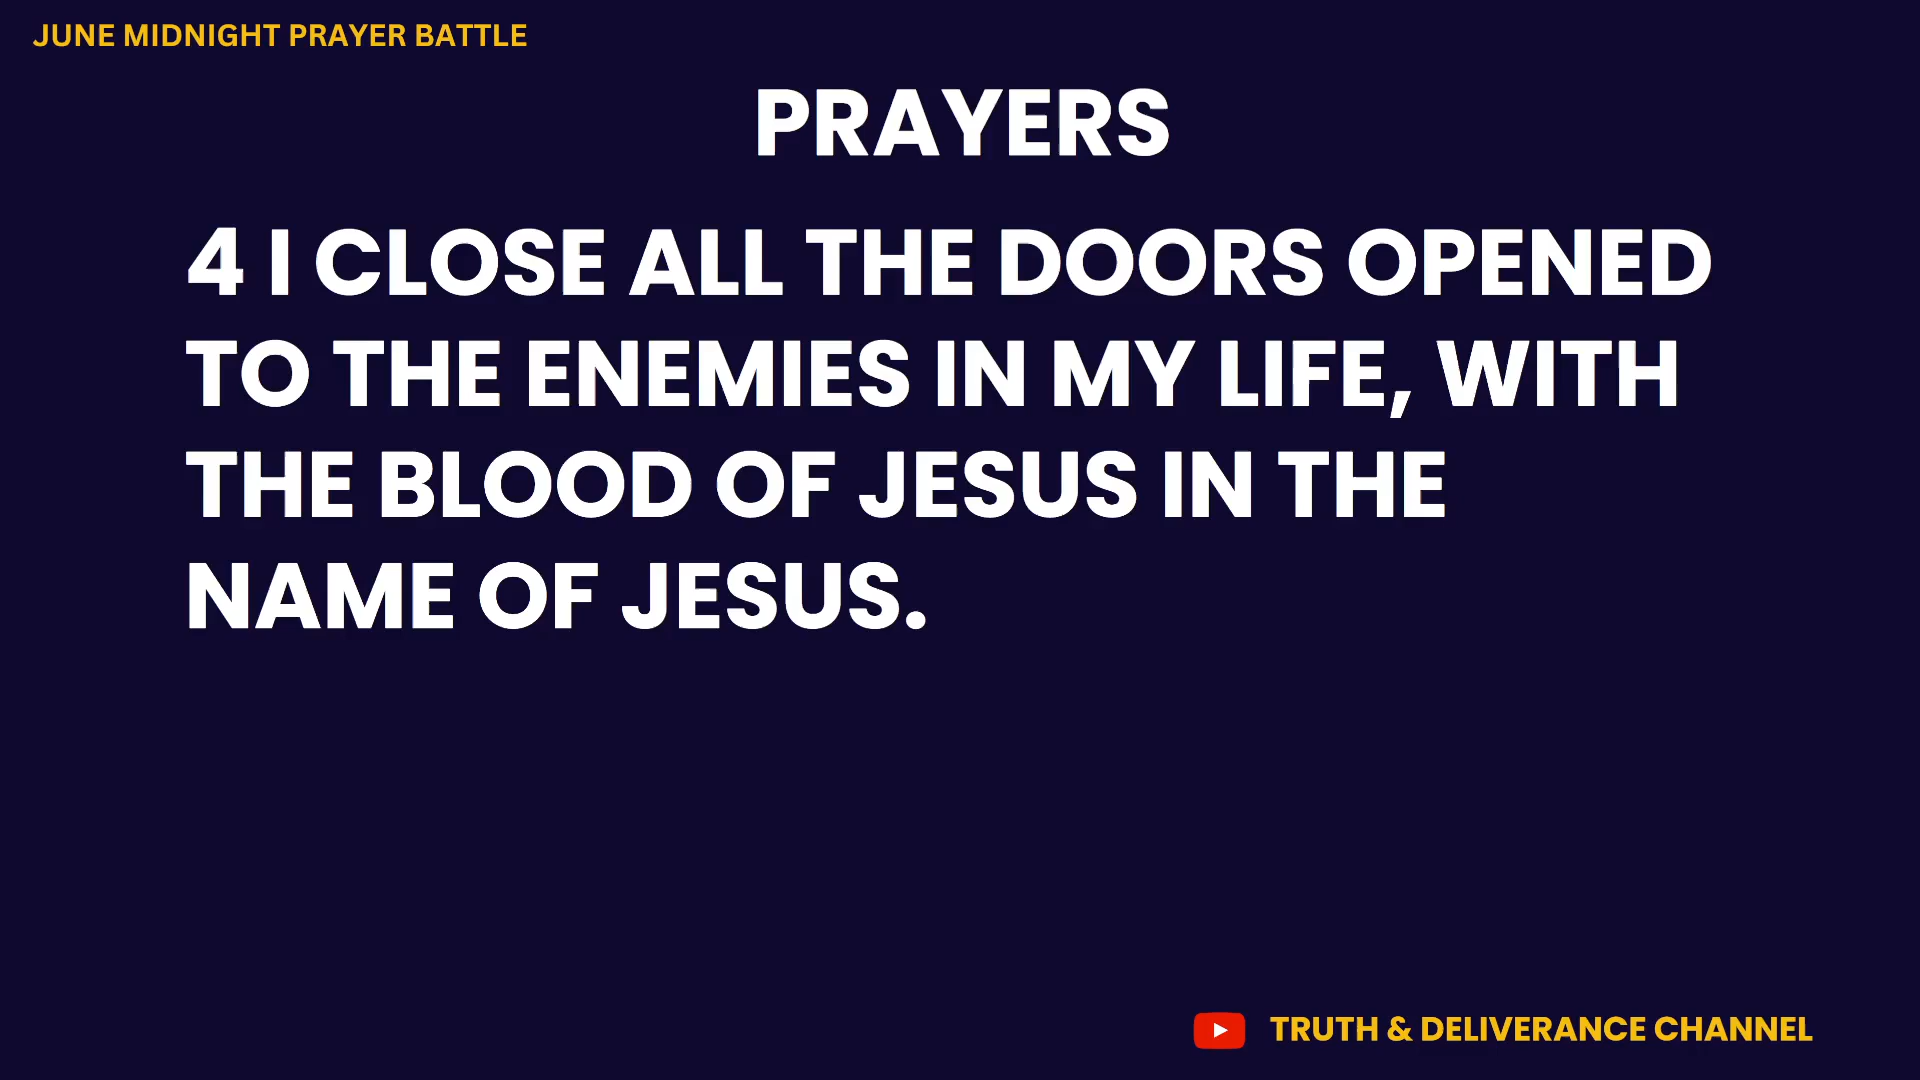 JUNE MIDNIGHT PRAYER BATTLE
PRAYERS
4 I CLOSE ALL THE DOORS OPENED
TO THE ENEMIES IN MY LIFE, WITH
THE BLOOD OF JESUS IN THE
NAME OF JESUS.
TRUTH & DELIVERANCE CHANNEL